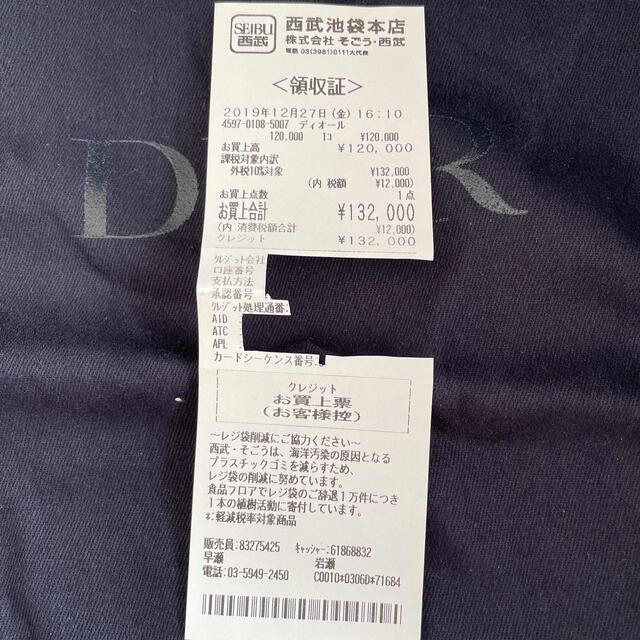 SEIBU
西武
西武池袋本店
株式会社 そごう・西武
電話 03(3981)0111大代表
＜領収証＞
2019年12月27日(金) 16:10
4597-0108-5007 ディオール
120,000 1コ ¥120,000
お買上高 ¥120,000
課税対象内訳
外税10%対象 ¥132,000
(内 税額 ¥12,000)
お買上点数 1点
お買上合計 ¥132,000
(内 消費税額合計 ¥12,000)
クレジット ¥132,000
クレジット会社
口座番号
支払方法
承認番号
クレジット処理通番:
AID :
ATC :
APL :
カードシーケンス番号:
クレジット
お買上票
(お客様控)
～レジ袋削減にご協力ください～
西武・そごうは、海洋汚染の原因となる
プラスチックゴミを減らすため、
レジ袋の削減に努めています。
食品フロアでレジ袋のご辞退1万件につき
1本の植樹活動に寄付しています。
*:軽減税率対象商品
販売員:83275425 キャッシャー:61868832
早瀬 岩瀬
電話:03-5949-2450 C0010*0306D*71684
DIOR